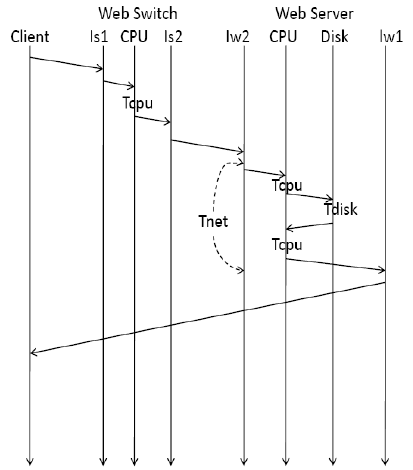 Web Switch Web Server
Client Is1 CPU Is2 Iw2 CPU Disk Iw1
Tcpu
Tcpu
Tdisk
Tnet
Tcpu